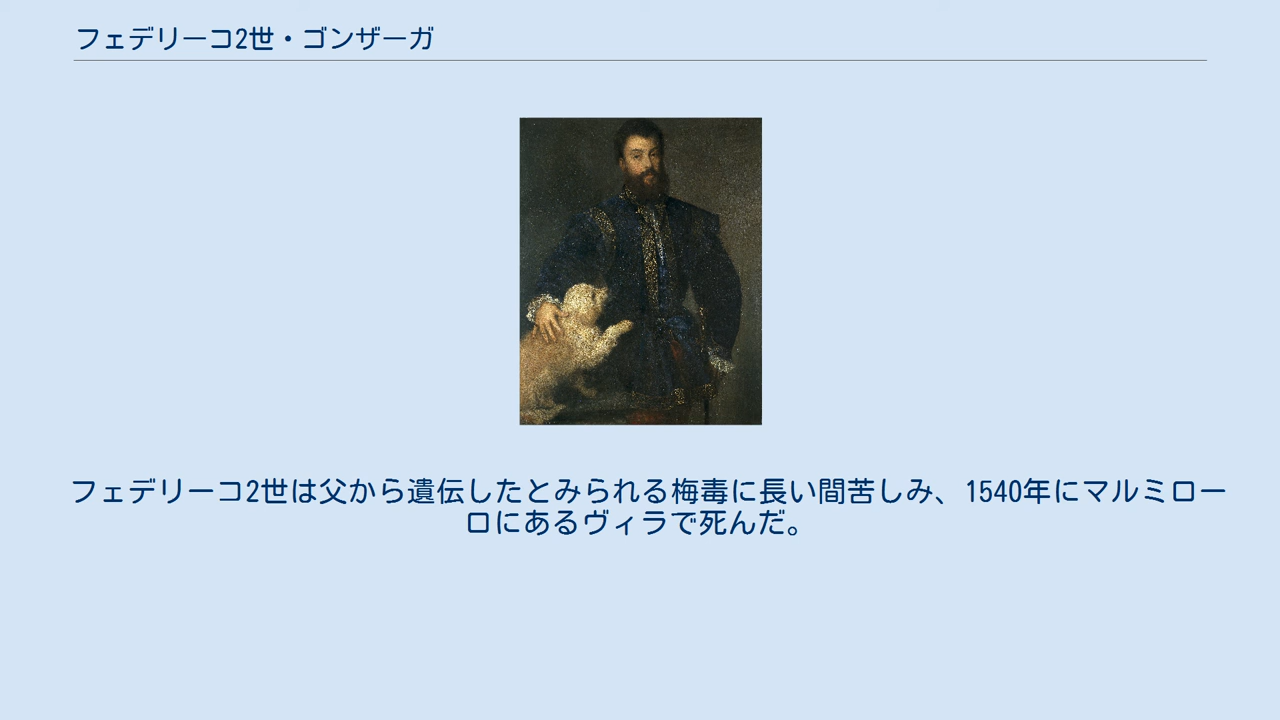 フェデリーコ2世・ゴンザーガ
フェデリーコ2世は父から遺伝したとみられる梅毒に長い間苦しみ、1540年にマルミロー
ロにあるヴィラで死んだ。